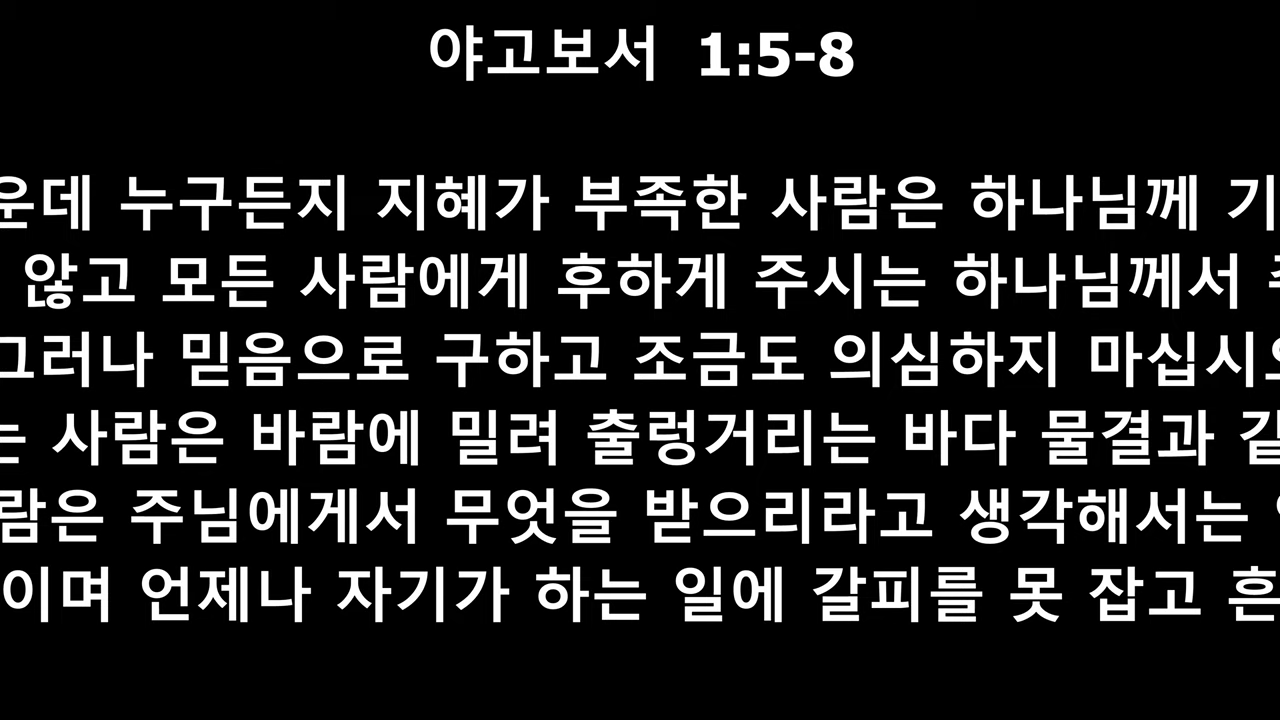 야고보서 1:5-8
운데 누구든지 지혜가 부족한 사람은 하나님께 기
않고 모든 사람에게 후하게 주시는 하나님께서
그러나 믿음으로 구하고 조금도 의심하지 마십시오
는 사람은 바람에 밀려 출렁거리는 바다 물결과 같
람은 주님에게서 무엇을 받으리라고 생각해서는
이며 언제나 자기가 하는 일에 갈피를 못 잡고 흔